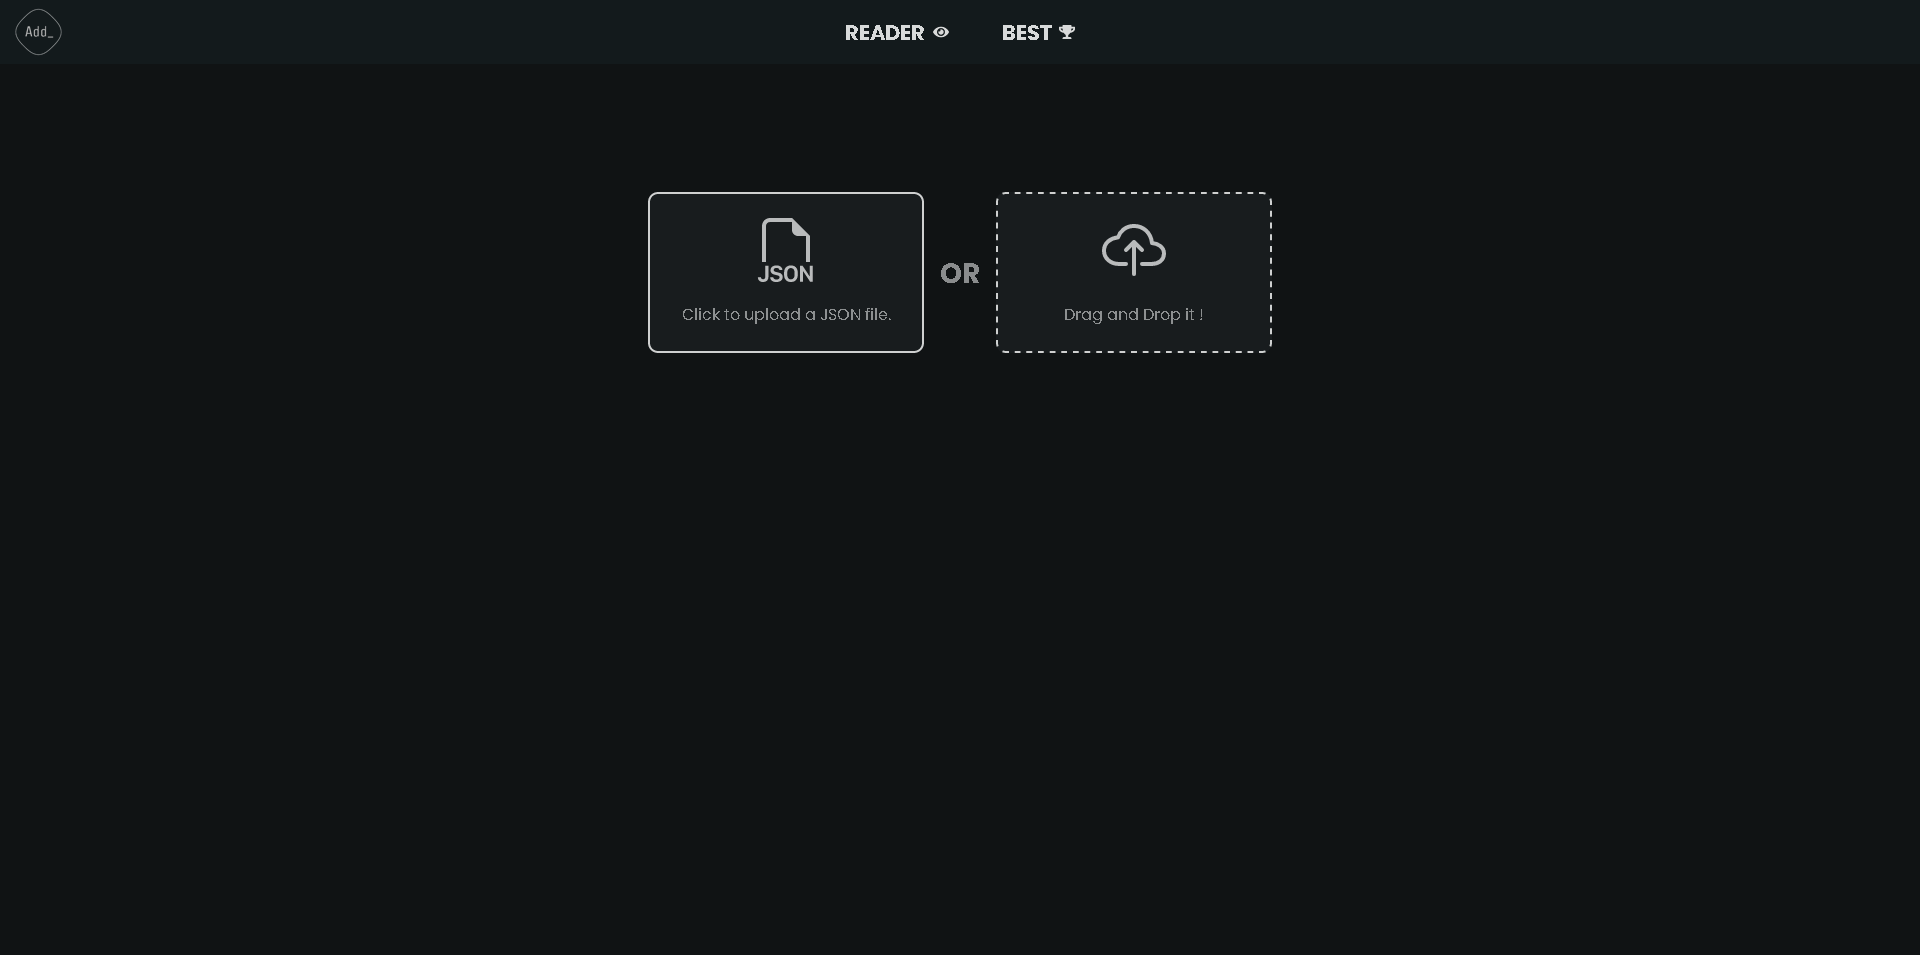 Add_
READER
BEST
JSON
Click to upload a JSON file.
OR
Drag and Drop it !